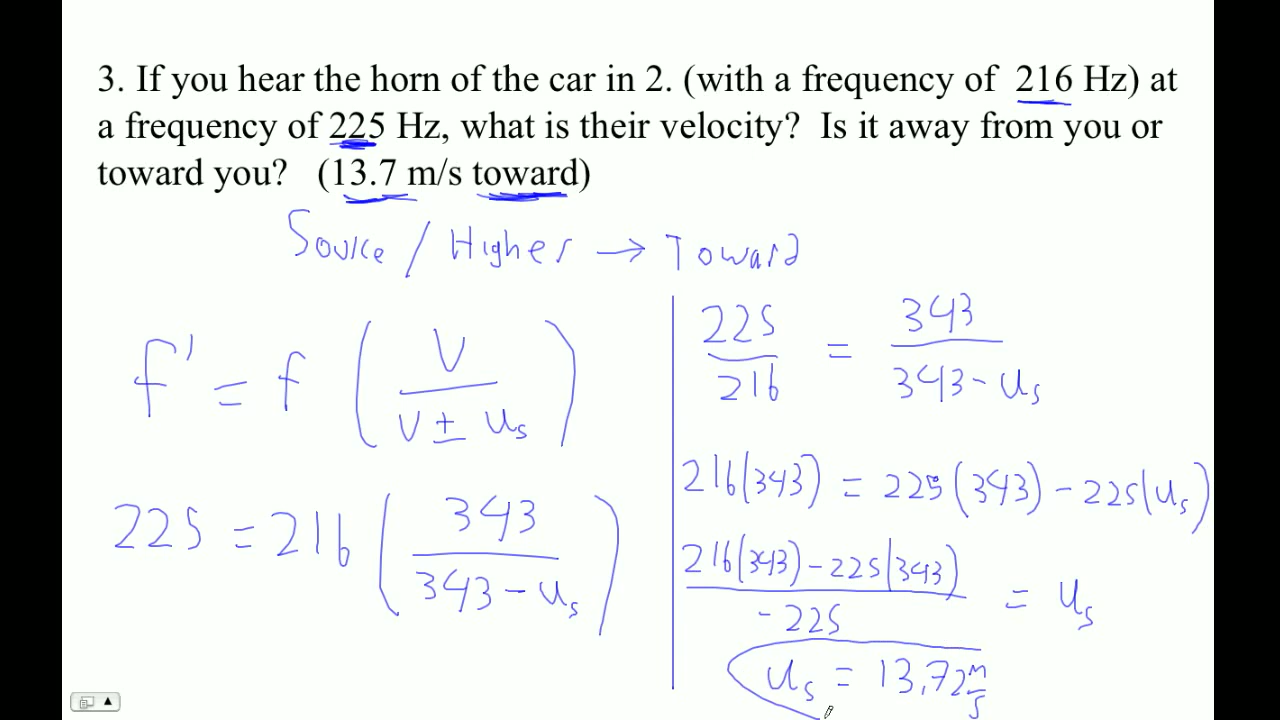 3. If you hear the horn of the car in 2. (with a frequency of 216 Hz) at
a frequency of 225 Hz, what is their velocity? Is it away from you or
toward you? (13.7 m/s toward)
Source / Higher → Toward
f' = f ( V / V ± us )
225 = 216 ( 343 / 343 - us )
225 / 216 = 343 / 343 - us
216(343) = 225(343) - 225(us)
216(343) - 225(343) / -225 = us
us = 13.72 m/s